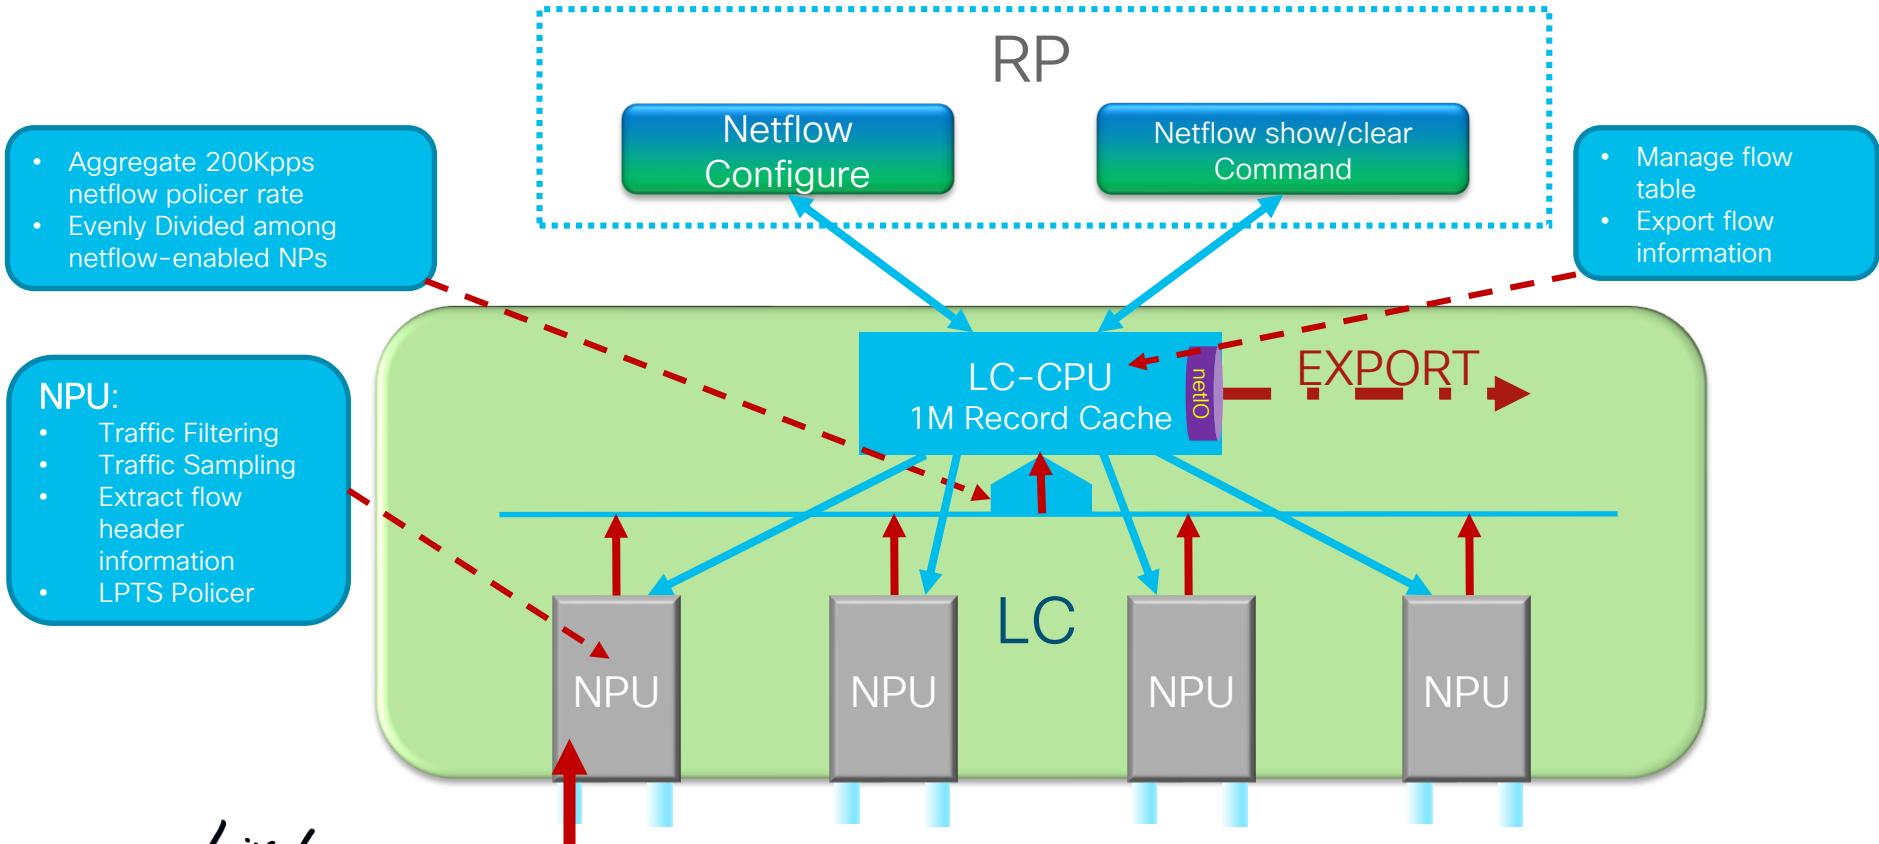 RP
Netflow
Configure
Netflow show/clear
Command
• Aggregate 200Kpps
netflow policer rate
• Evenly Divided among
netflow-enabled NPs
• Manage flow
table
• Export flow
information
NPU:
• Traffic Filtering
• Traffic Sampling
• Extract flow
header
information
• LPTS Policer
LC-CPU
1M Record Cache
netIO
EXPORT
LC
NPU
NPU
NPU
NPU